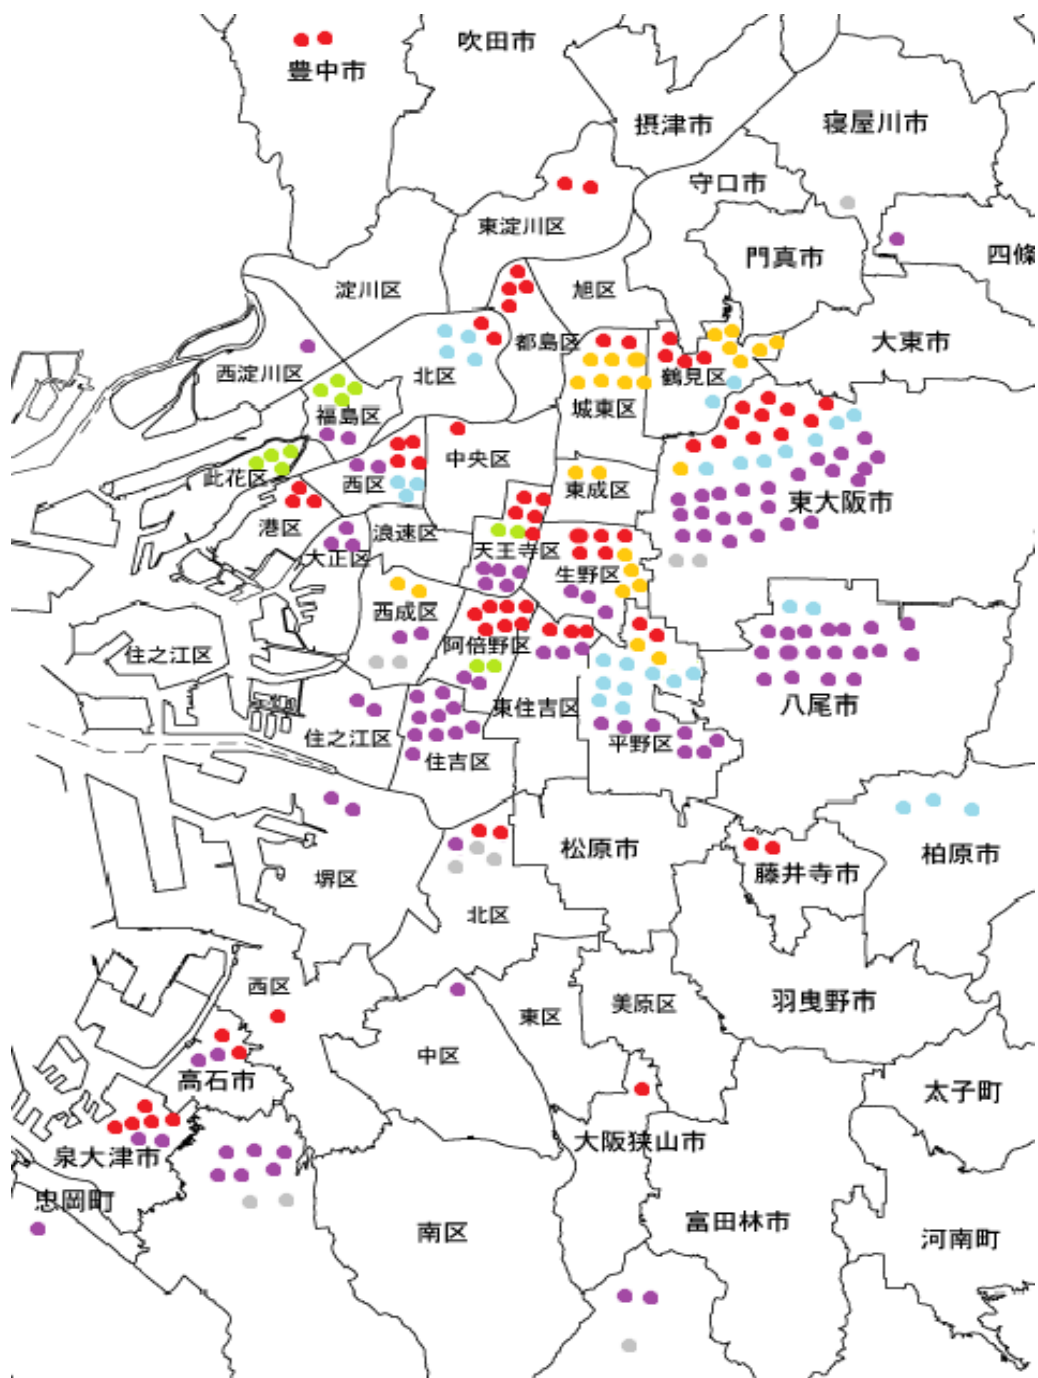 吹田市
豊中市
摂津市
寝屋川市
守口市
東淀川区
門真市
四條
淀川区
旭区
都島区
大東市
西淀川区
北区
鶴見区
福島区
城東区
中央区
此花区
西区
東成区
東大阪市
港区
浪速区
大正区
天王寺区
生野区
西成区
阿倍野区
住之江区
東住吉区
八尾市
住之江区
平野区
住吉区
松原市
柏原市
藤井寺市
堺区
北区
西区
美原区
羽曳野市
東区
中区
高石市
太子町
大阪狭山市
泉大津市
忠岡町
富田林市
南区
河南町